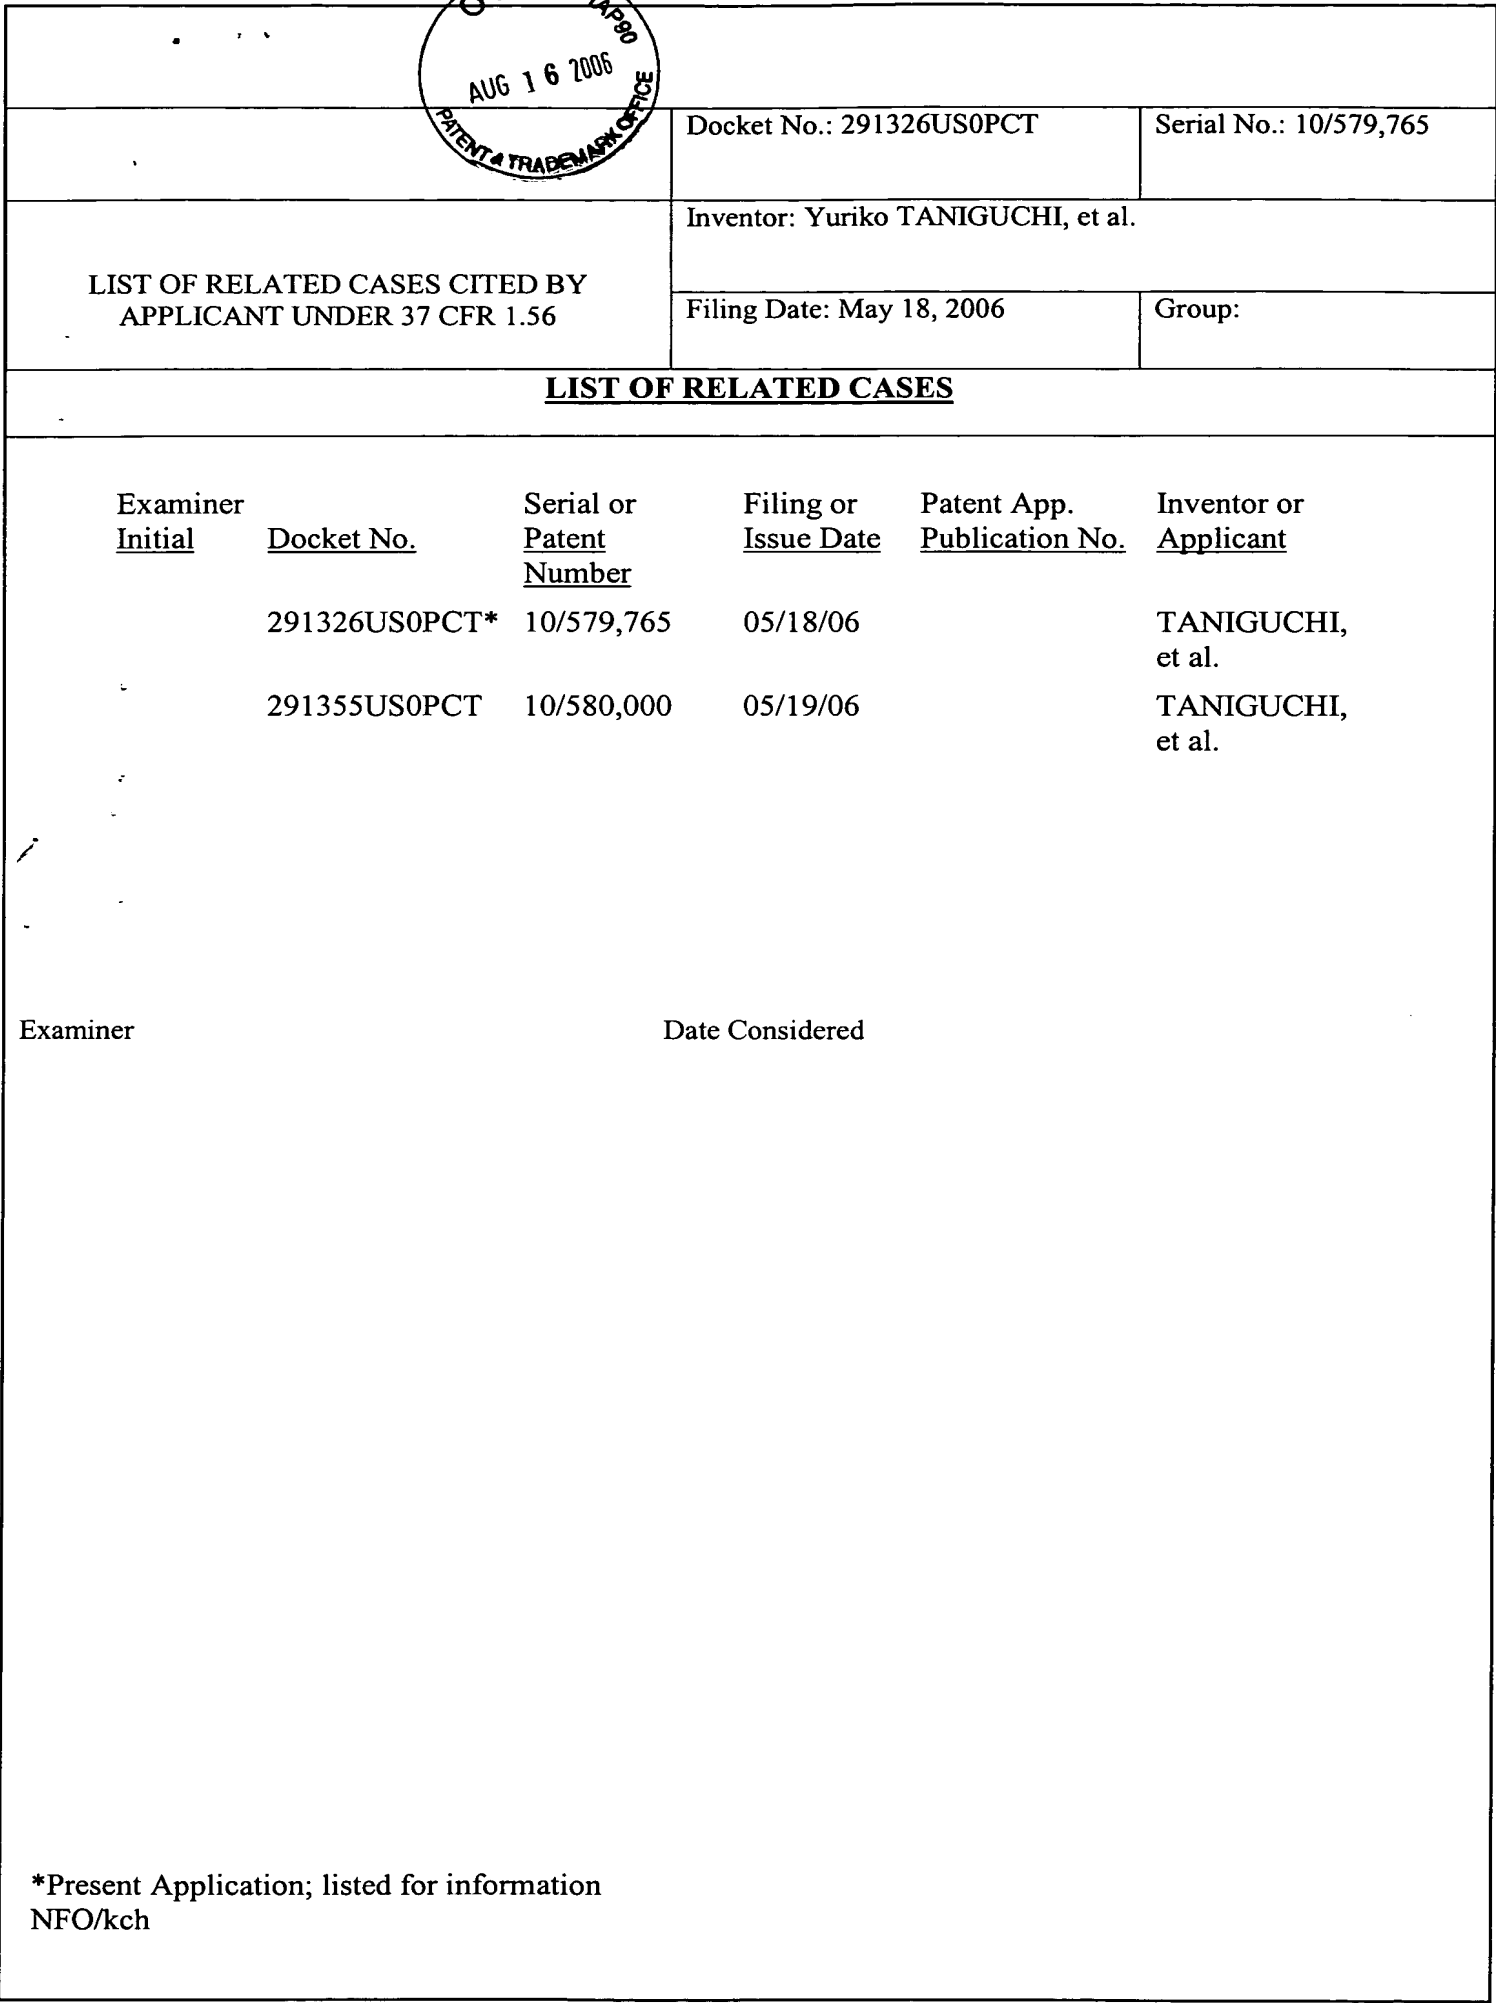 AP90
AUG 16 2006
PATENT & TRADEMARK OFFICE
Docket No.: 291326US0PCT
Serial No.: 10/579,765
Inventor: Yuriko TANIGUCHI, et al.
LIST OF RELATED CASES CITED BY
APPLICANT UNDER 37 CFR 1.56
Filing Date: May 18, 2006
Group:
LIST OF RELATED CASES
Examiner Serial or Filing or Patent App. Inventor or
Initial Docket No. Patent Issue Date Publication No. Applicant
Number
291326US0PCT* 10/579,765 05/18/06 TANIGUCHI,
et al.
291355US0PCT 10/580,000 05/19/06 TANIGUCHI,
et al.
Examiner Date Considered
*Present Application; listed for information
NFO/kch